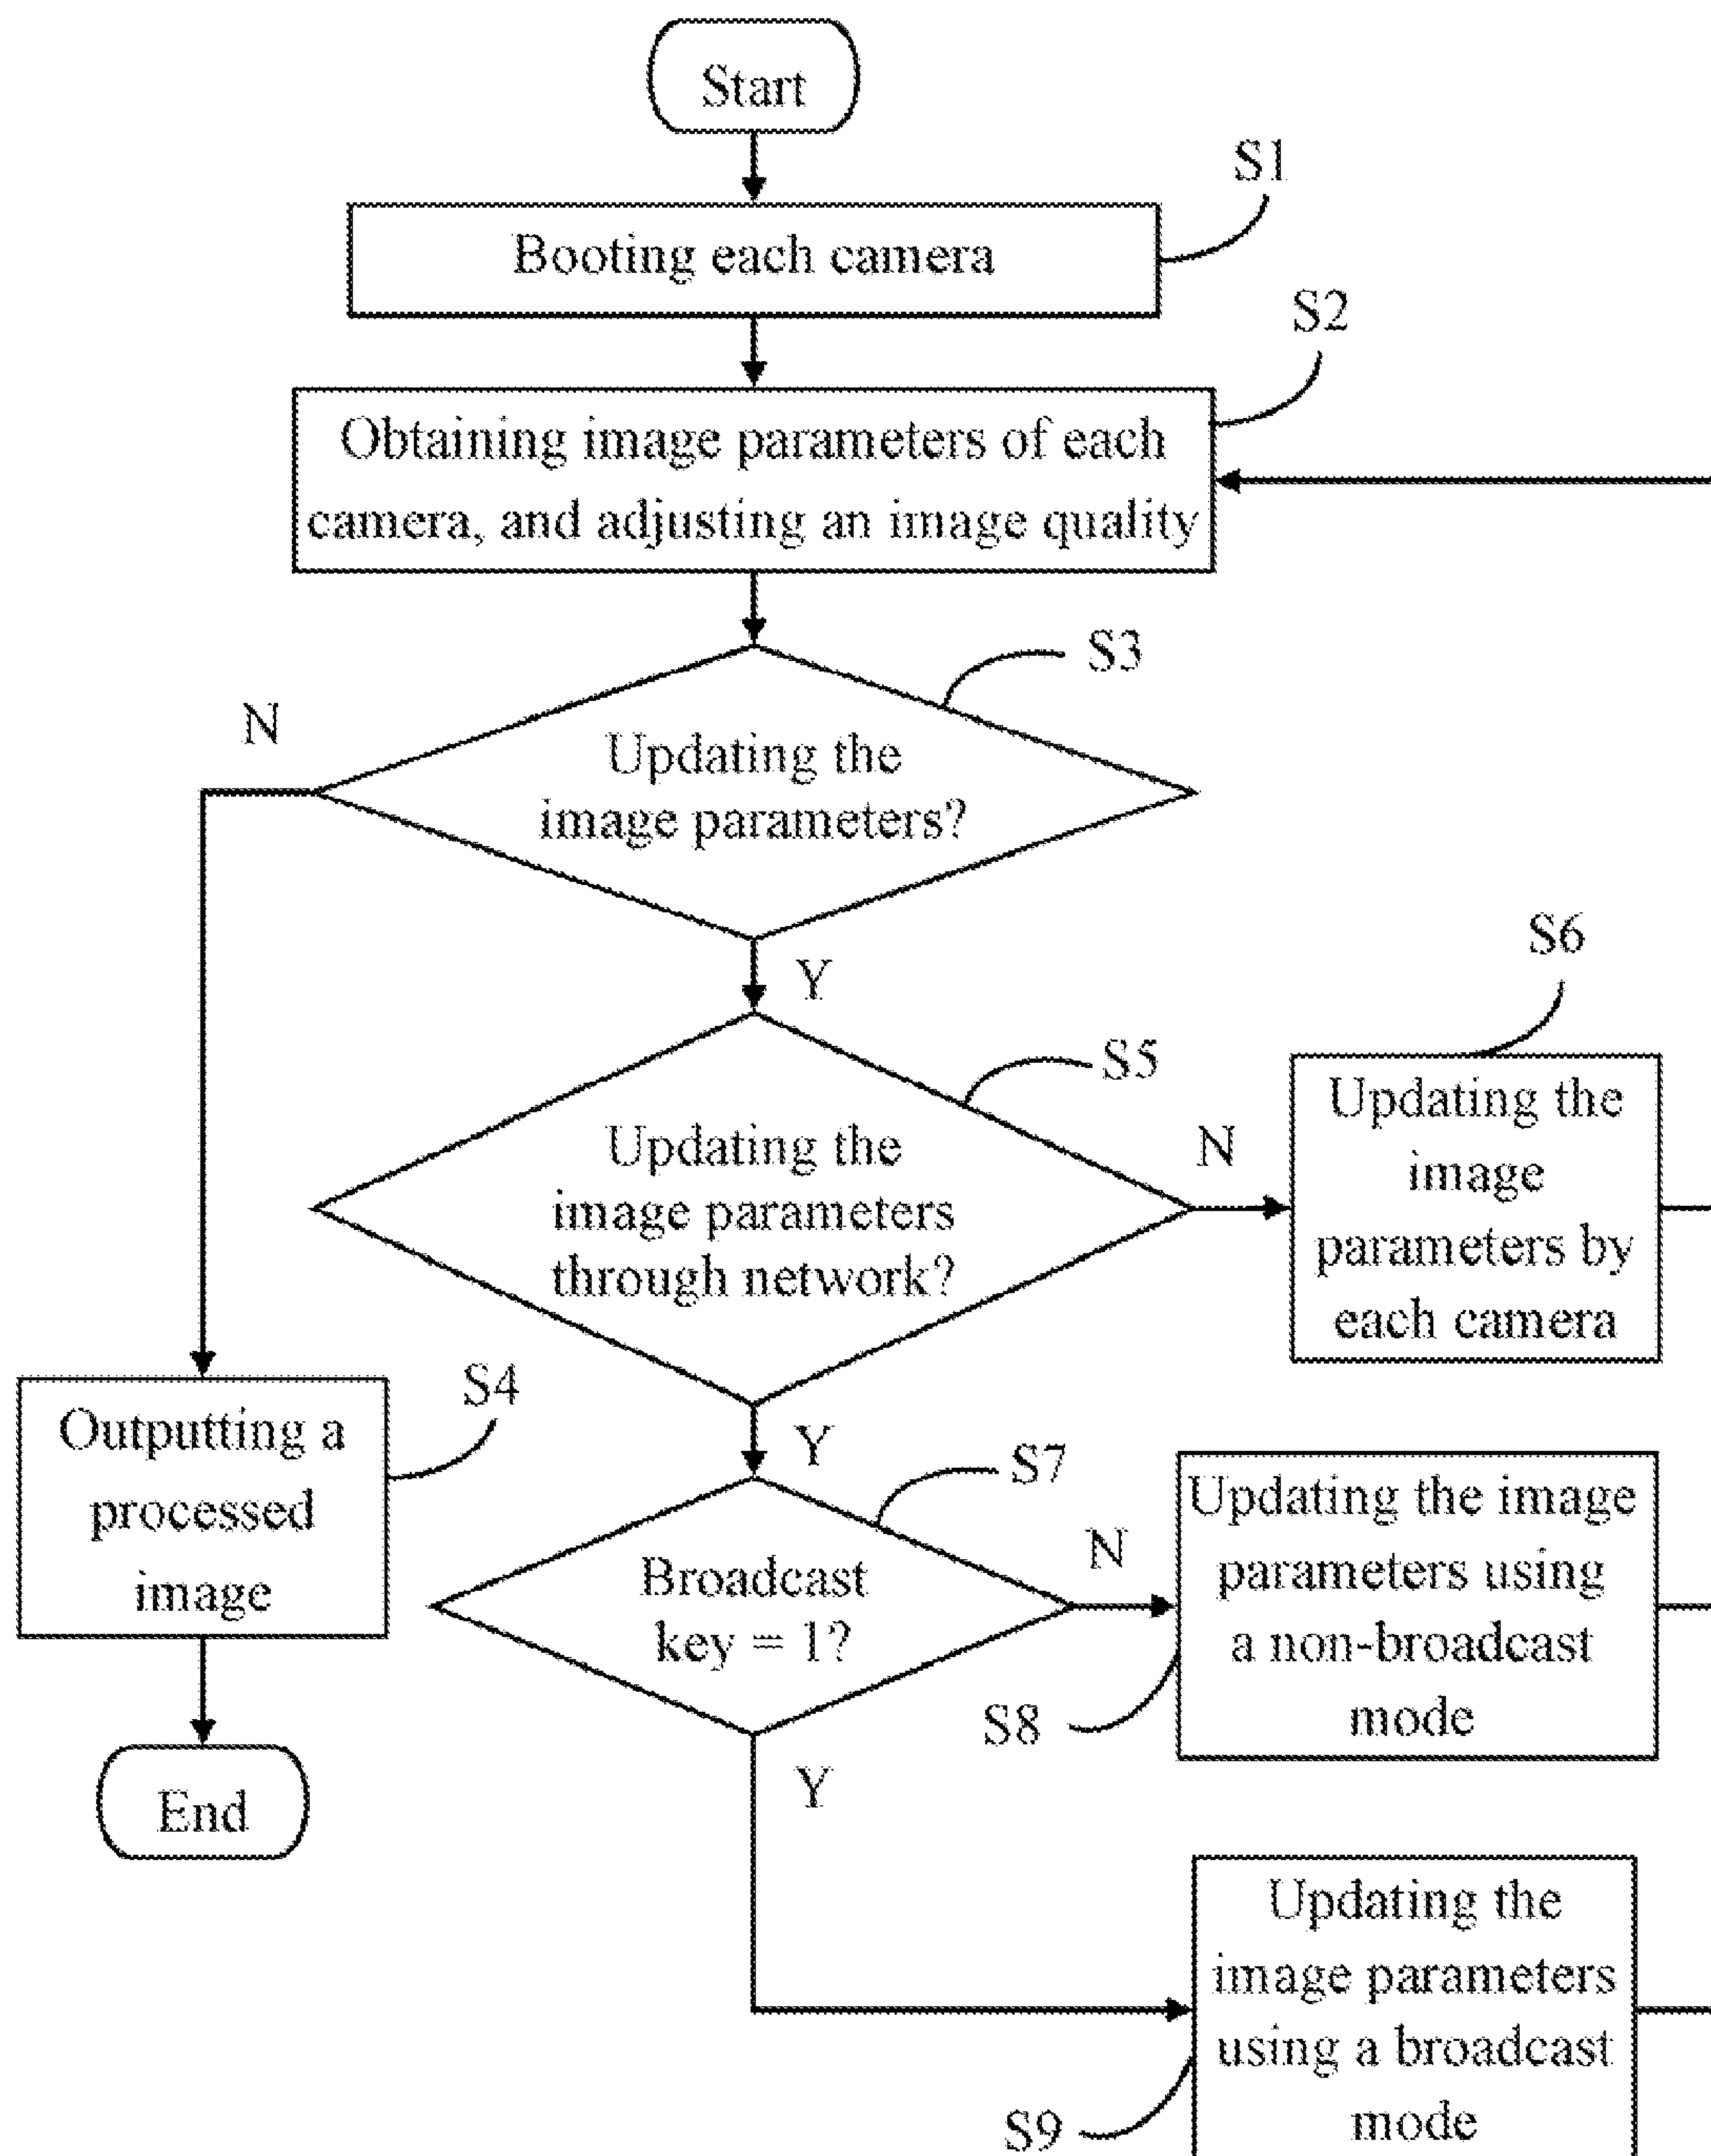 Start
S1
Booting each camera
S2
Obtaining image parameters of each
camera, and adjusting an image quality
S3
N
Updating the
image parameters?
Y
S6
S5
Updating the
image parameters
through network?
N
Updating the
image
parameters by
each camera
S4
Outputting a
processed
image
Y
S7
Broadcast
key = 1?
N
Updating the image
parameters using
a non-broadcast
mode
S8
End
Y
Updating the
image parameters
using a broadcast
mode
S9